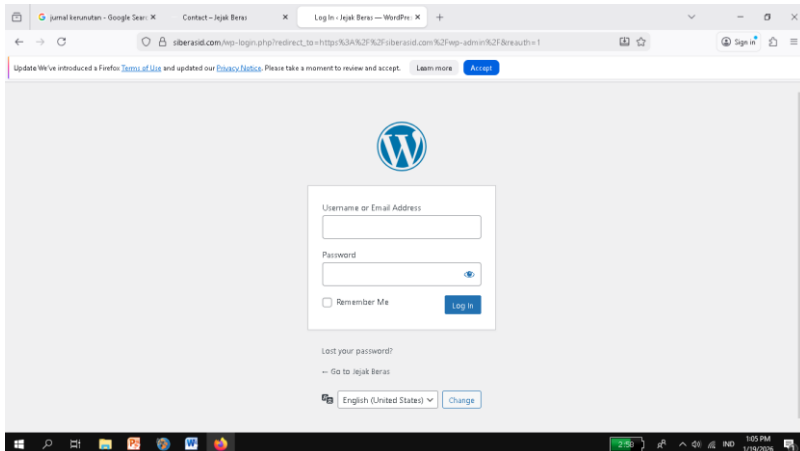 jurnal kerunutan - Google Sear
Contact – Jejak Beras
Log In ‹ Jejak Beras — WordPre
siberasid.com/wp-login.php?redirect_to=https%3A%2F%2Fsiberasid.com%2Fwp-admin%2F&reauth=1
Sign in
Update We've introduced a Firefox Terms of Use and updated our Privacy Notice. Please take a moment to review and accept.
Learn more
Accept
Username or Email Address
Password
Remember Me
Log In
Lost your password?
← Go to Jejak Beras
English (United States)
Change
2:50
IND
1:05 PM
1/19/2026